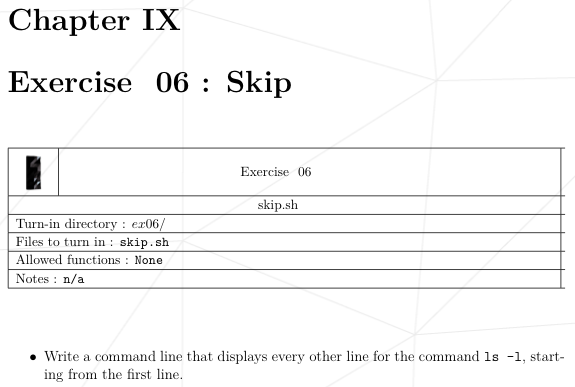 Chapter IX
Exercise 06 : Skip
Exercise 06
skip.sh
Turn-in directory : ex06/
Files to turn in : skip.sh
Allowed functions : None
Notes : n/a
• Write a command line that displays every other line for the command ls -l, start-
ing from the first line.